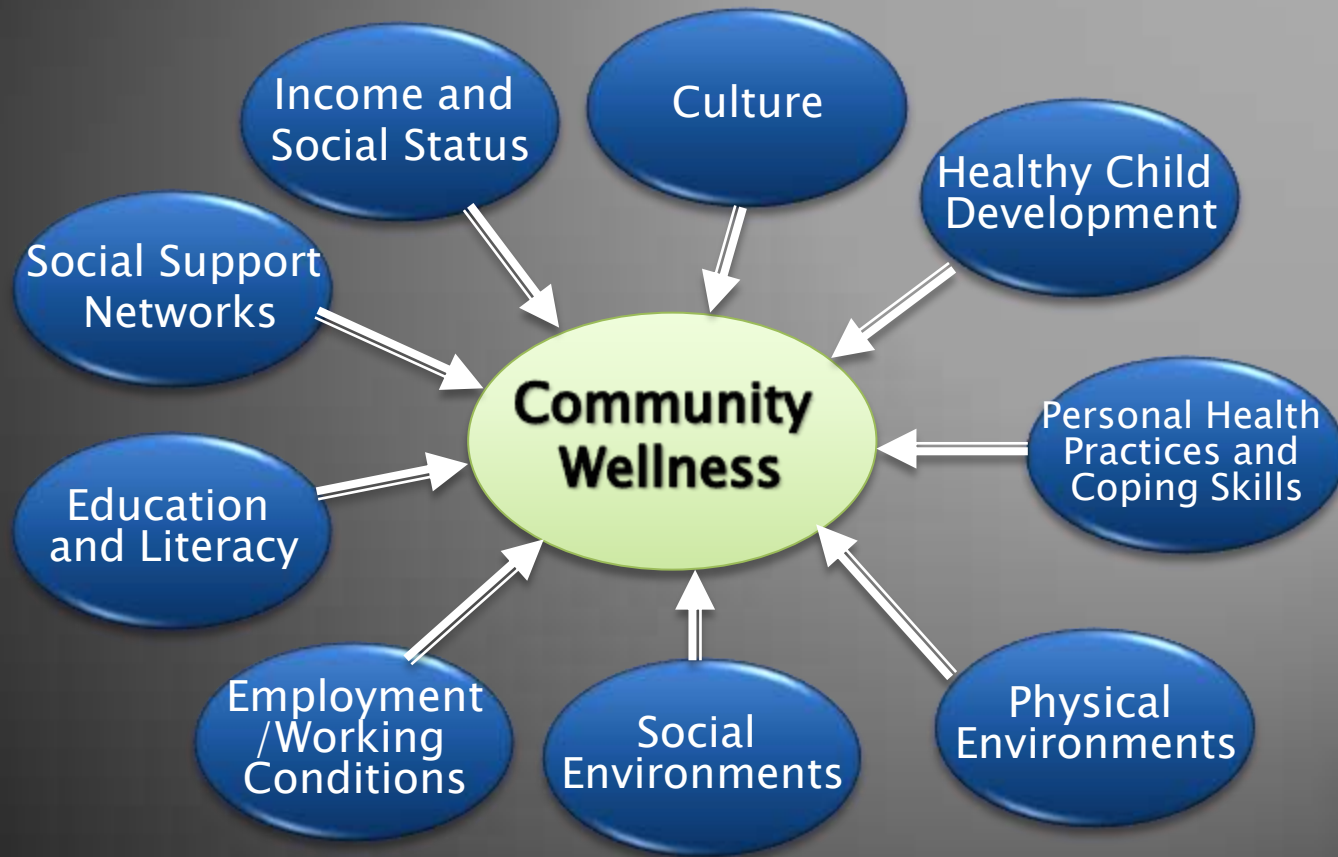 Income and
Social Status
Culture
Healthy Child
Development
Social Support
Networks
Community
Wellness
Personal Health
Practices and
Coping Skills
Education
and Literacy
Employment
/Working
Conditions
Social
Environments
Physical
Environments